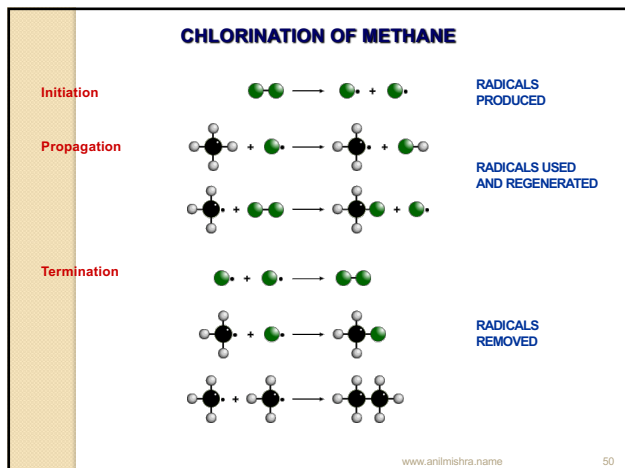 CHLORINATION OF METHANE
Initiation
+
RADICALS
PRODUCED
Propagation
+
+
RADICALS USED
AND REGENERATED
+
+
Termination
+
+
RADICALS
REMOVED
+
www.anilmishra.name
50